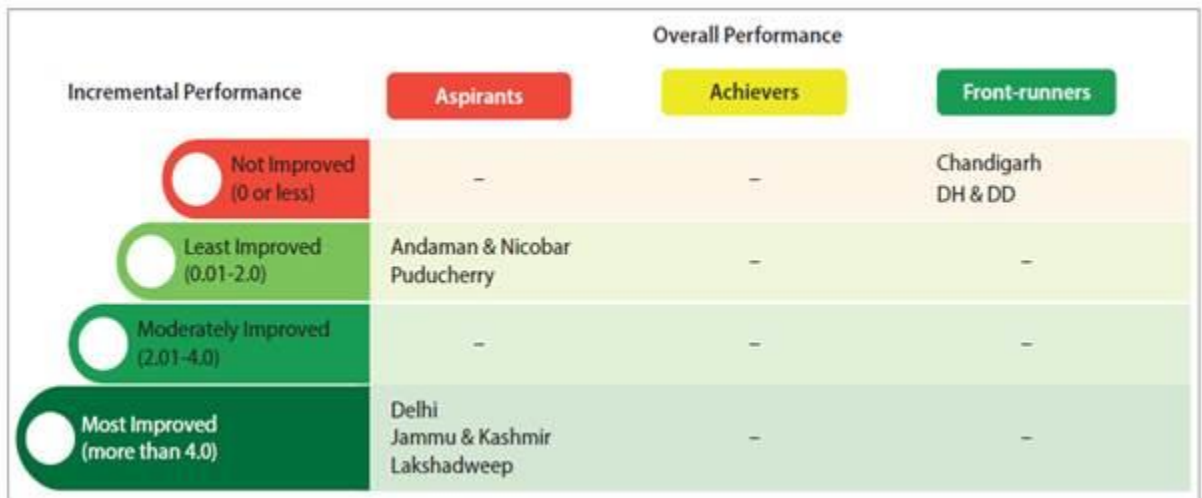 Overall Performance
Incremental Performance
Aspirants
Achievers
Front-runners
Not Improved
(0 or less)
–
–
Chandigarh
DH & DD
Least Improved
(0.01-2.0)
Andaman & Nicobar
Puducherry
–
–
Moderately Improved
(2.01-4.0)
–
–
–
Most Improved
(more than 4.0)
Delhi
Jammu & Kashmir
Lakshadweep
–
–